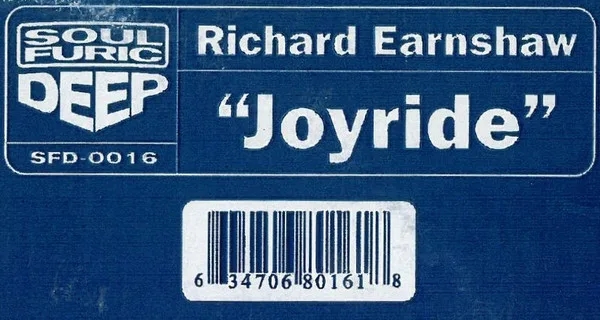 SOUL
FURIC
DEEP
SFD-0016
Richard Earnshaw
“Joyride”
6 34706 80161 8